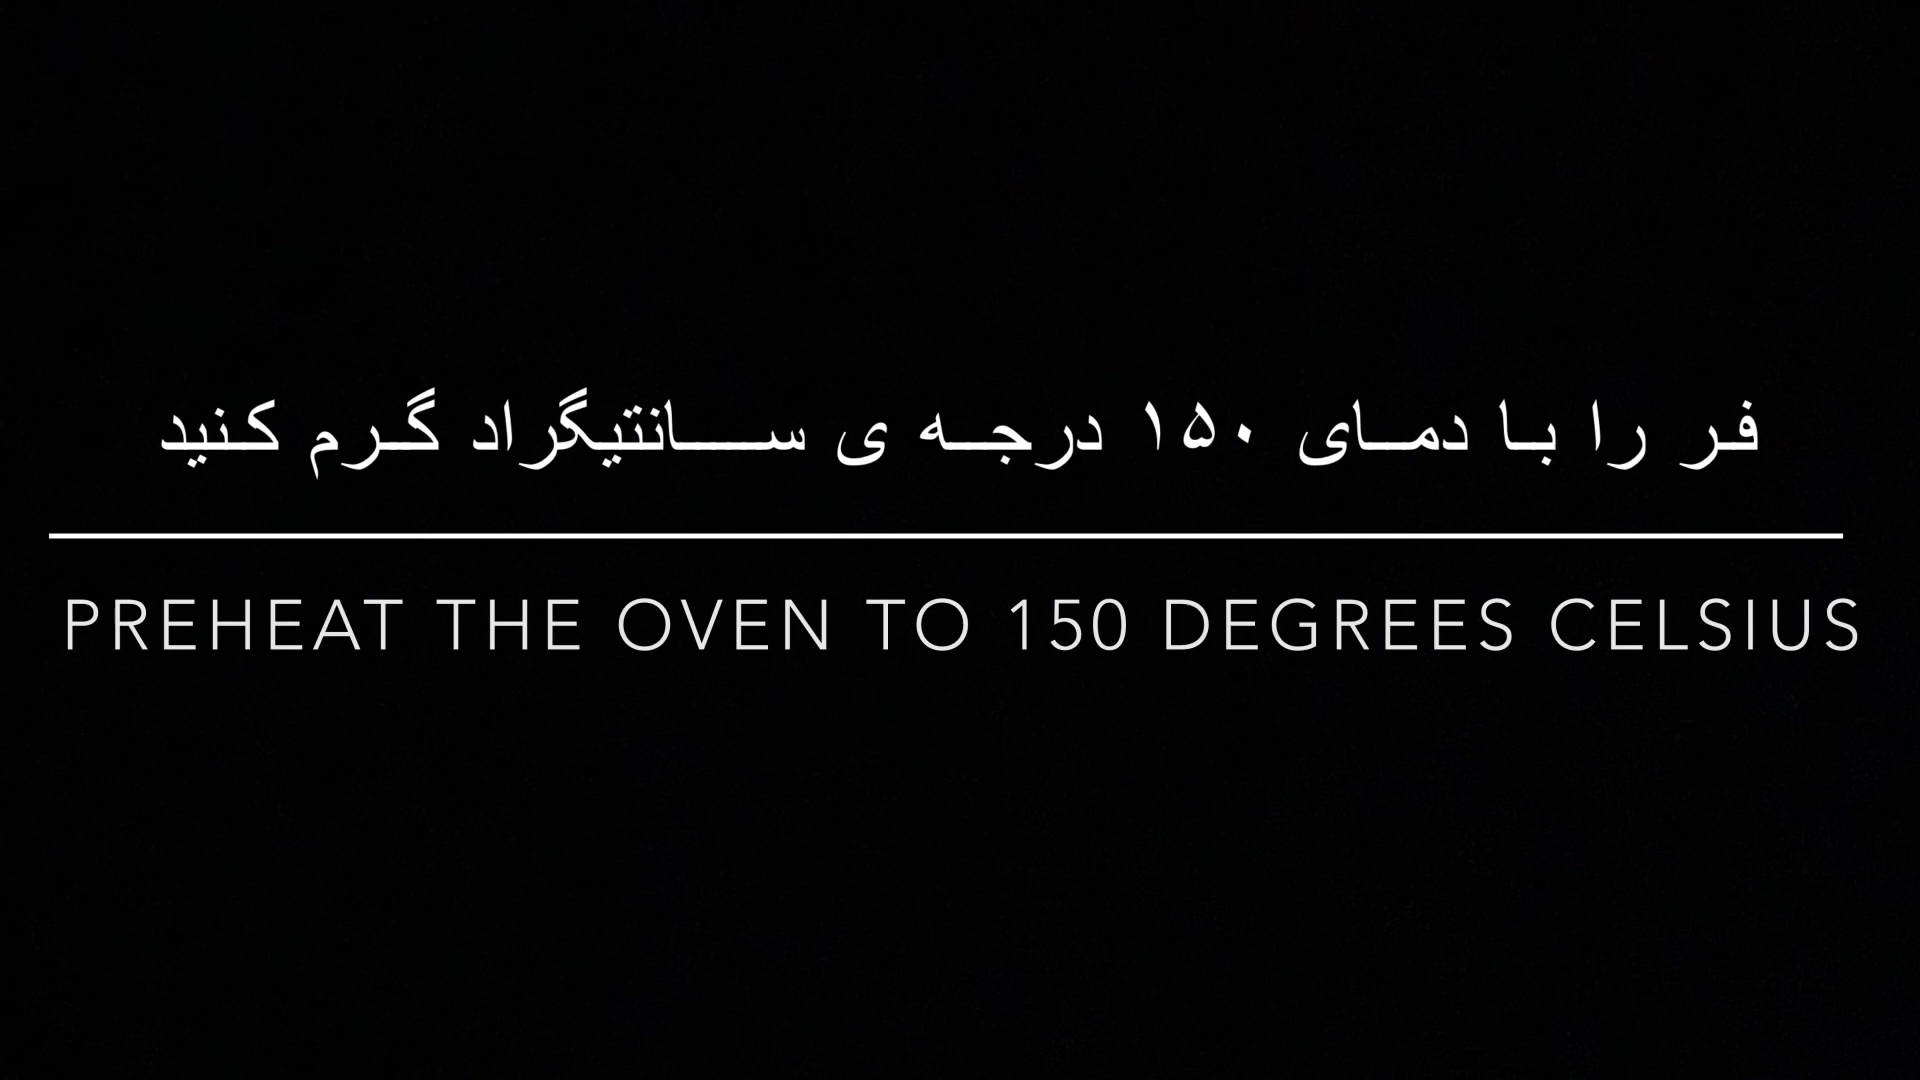 فر را با دمای ۱۵۰ درجه ی سانتیگراد گرم کنید
PREHEAT THE OVEN TO 150 DEGREES CELSIUS